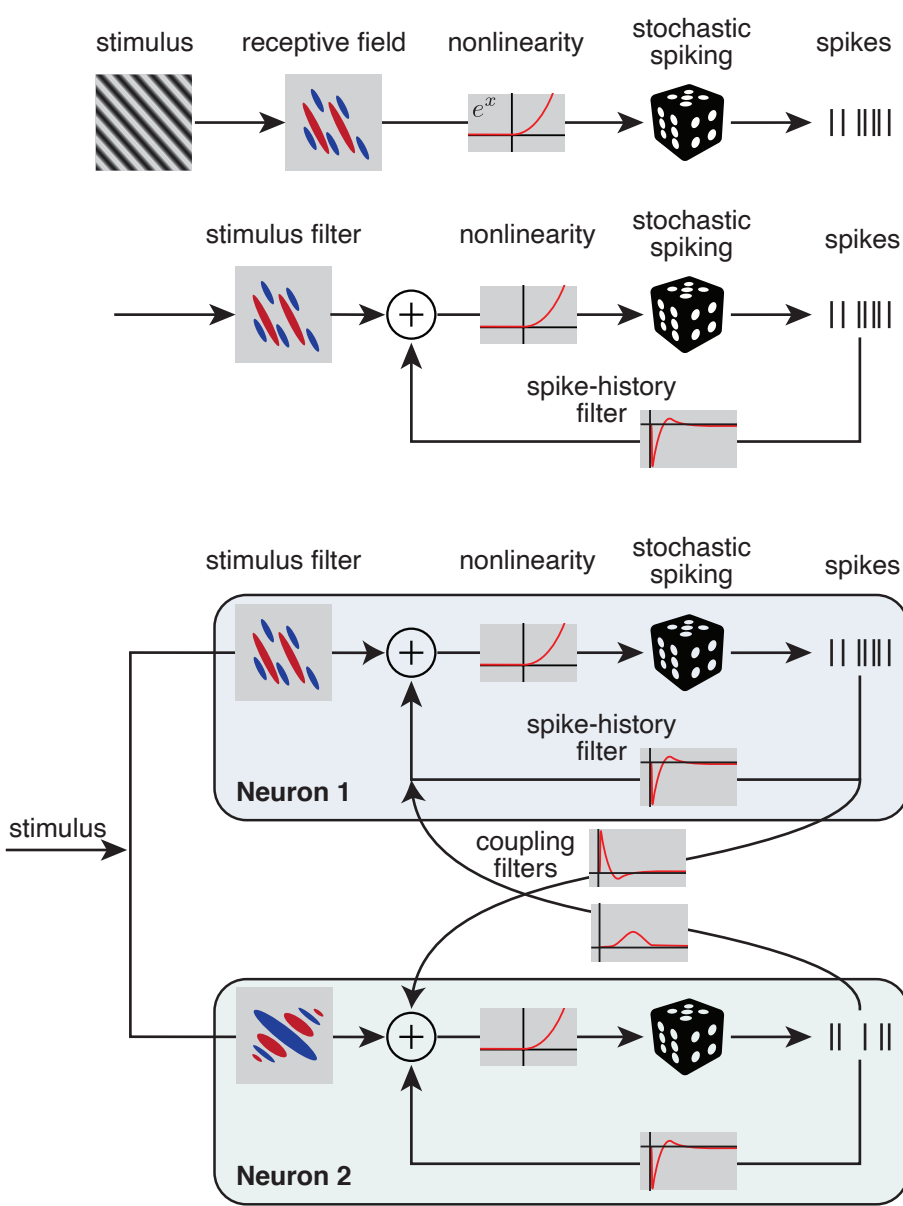 stimulus
receptive field
nonlinearity
stochastic
spiking
spikes
e^x
stimulus filter
nonlinearity
stochastic
spiking
spikes
+
spike-history
filter
stimulus filter
nonlinearity
stochastic
spiking
spikes
+
spike-history
filter
Neuron 1
stimulus
coupling
filters
+
Neuron 2